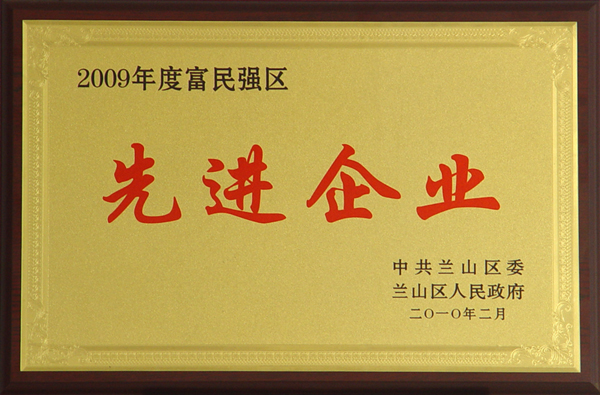 2009年度富民强区
先进企业
中共兰山区委
兰山区人民政府
二〇一〇年二月